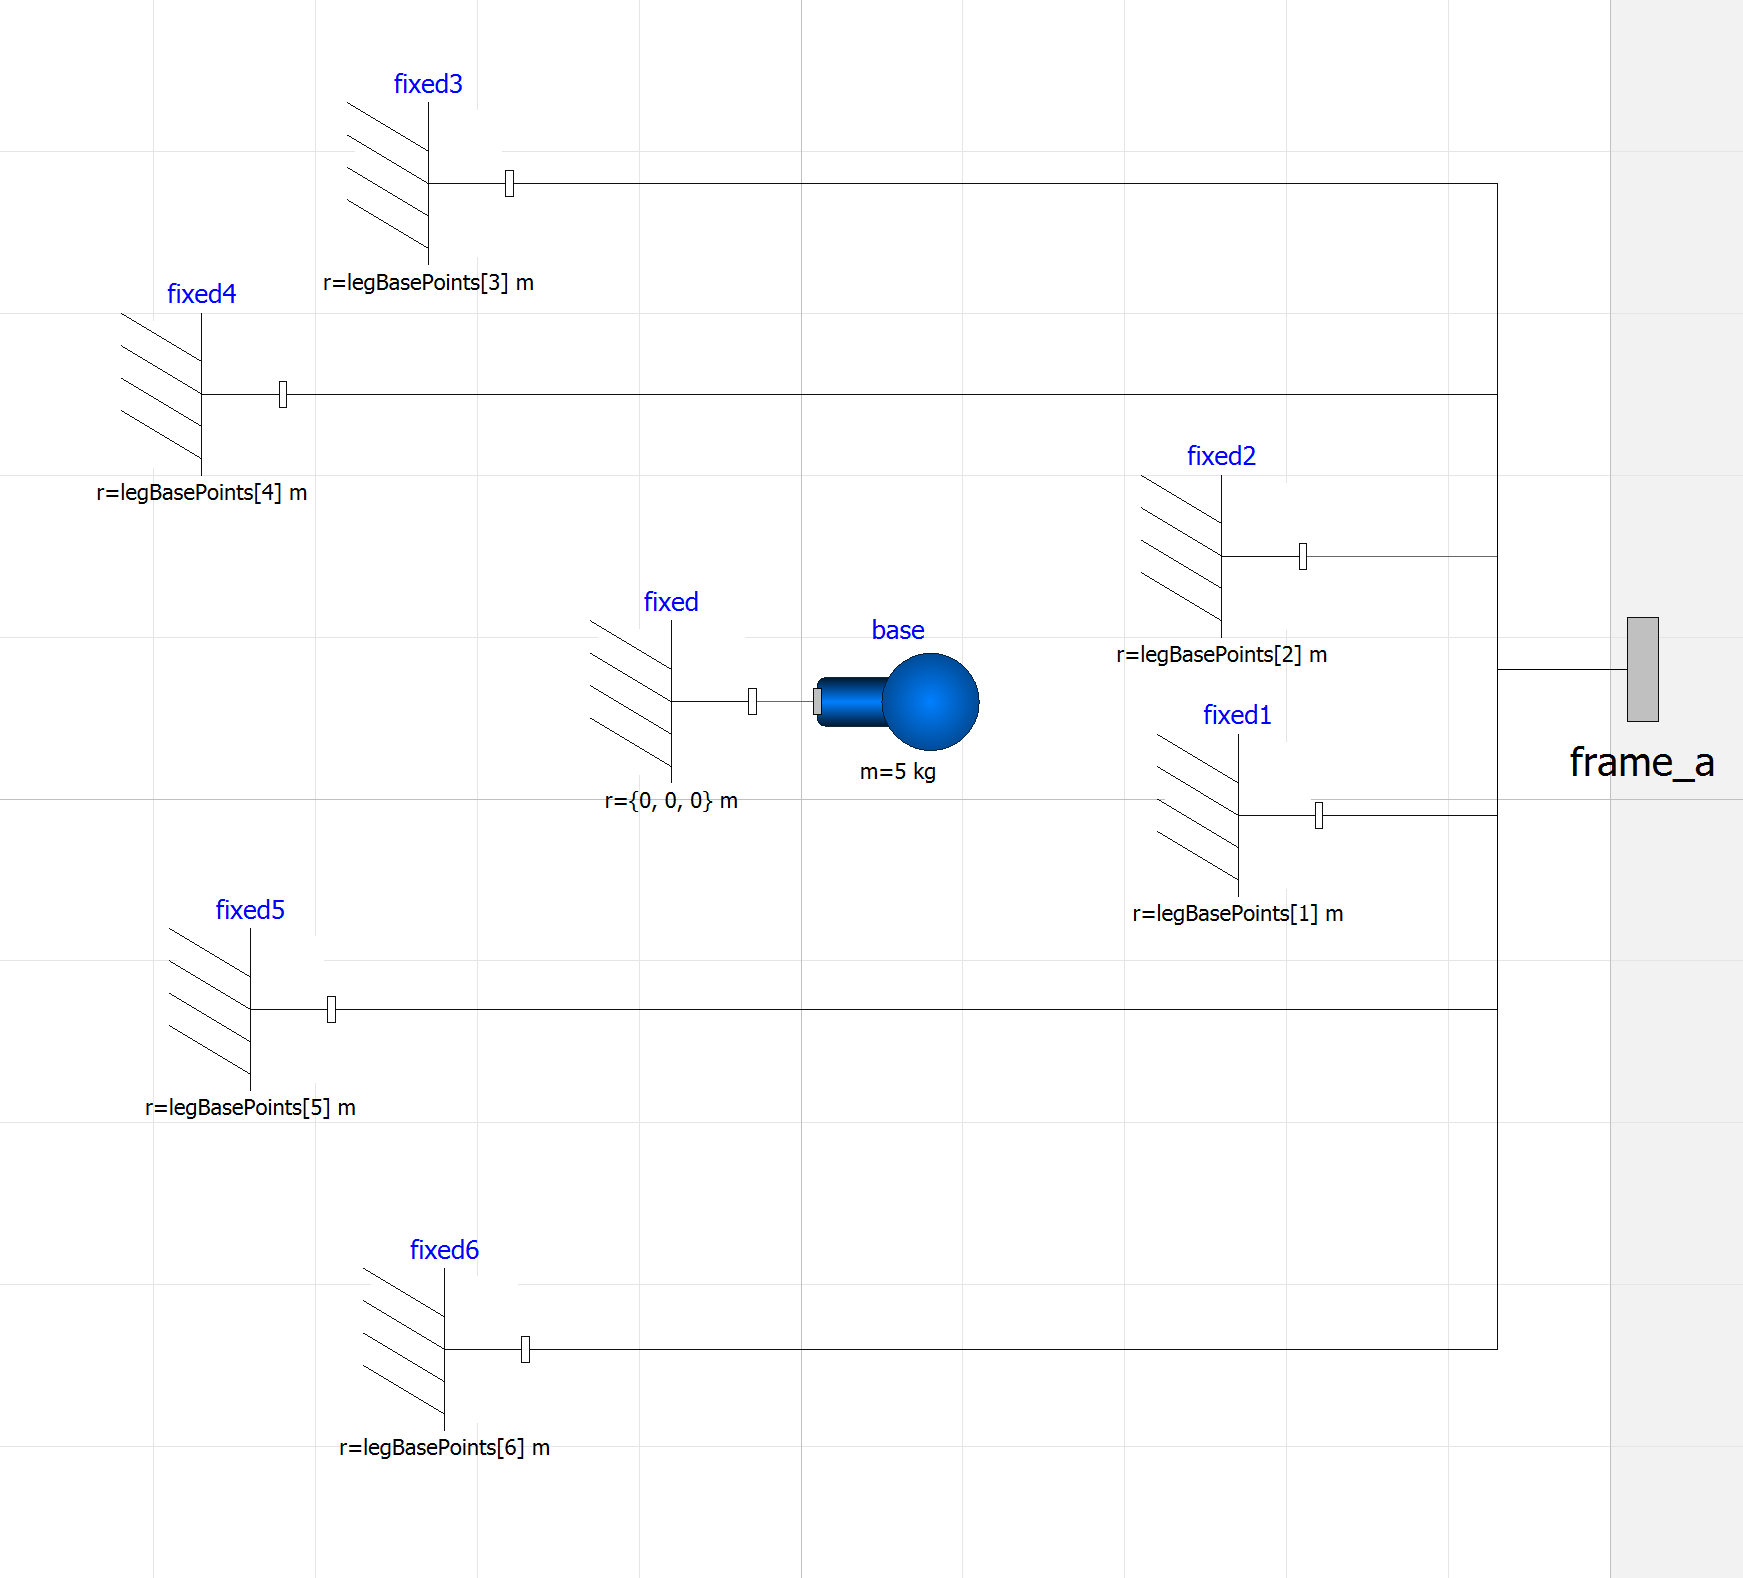 fixed3
r=legBasePoints[3] m
fixed4
r=legBasePoints[4] m
fixed2
r=legBasePoints[2] m
fixed
r={0, 0, 0} m
base
m=5 kg
fixed1
r=legBasePoints[1] m
frame_a
fixed5
r=legBasePoints[5] m
fixed6
r=legBasePoints[6] m